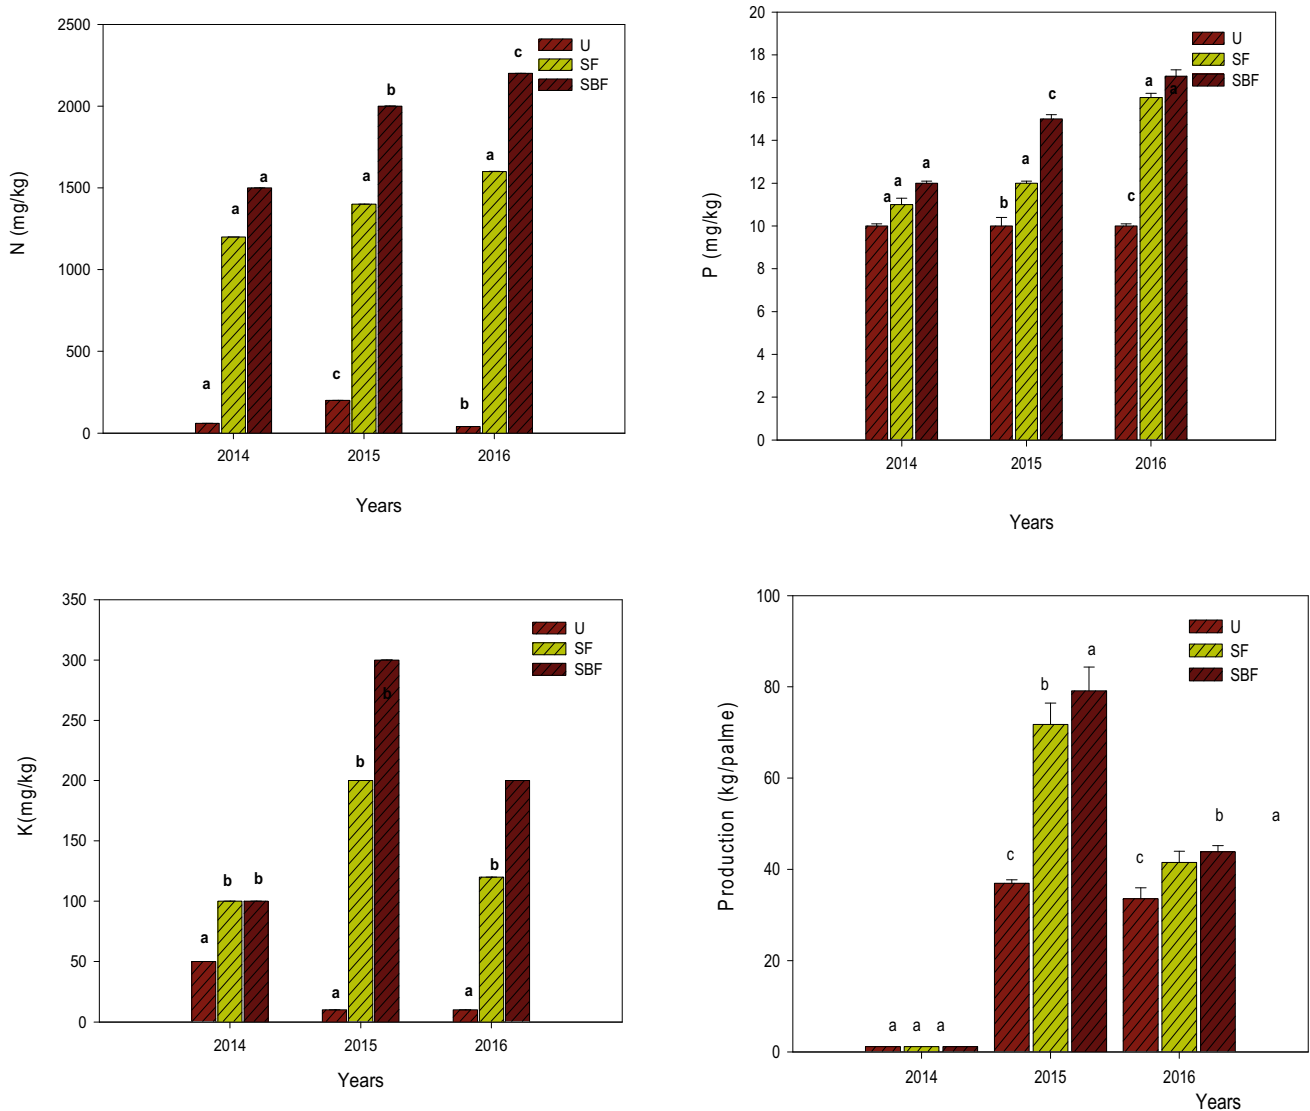 2500
2000
1500
1000
500
0
N (mg/kg)
U
SF
SBF
a
a
a
c
a
b
b
a
c
2014
2015
2016
Years
20
18
16
14
12
10
8
6
4
2
0
P (mg/kg)
U
SF
SBF
a
a
a
b
a
c
c
a
a
2014
2015
2016
Years
350
300
250
200
150
100
50
0
K(mg/kg)
U
SF
SBF
a
b
b
a
b
b
a
b
2014
2015
2016
Years
100
80
60
40
20
0
Production (kg/palme)
U
SF
SBF
a a a
c
b
a
c
b
a
2014
2015
2016
Years